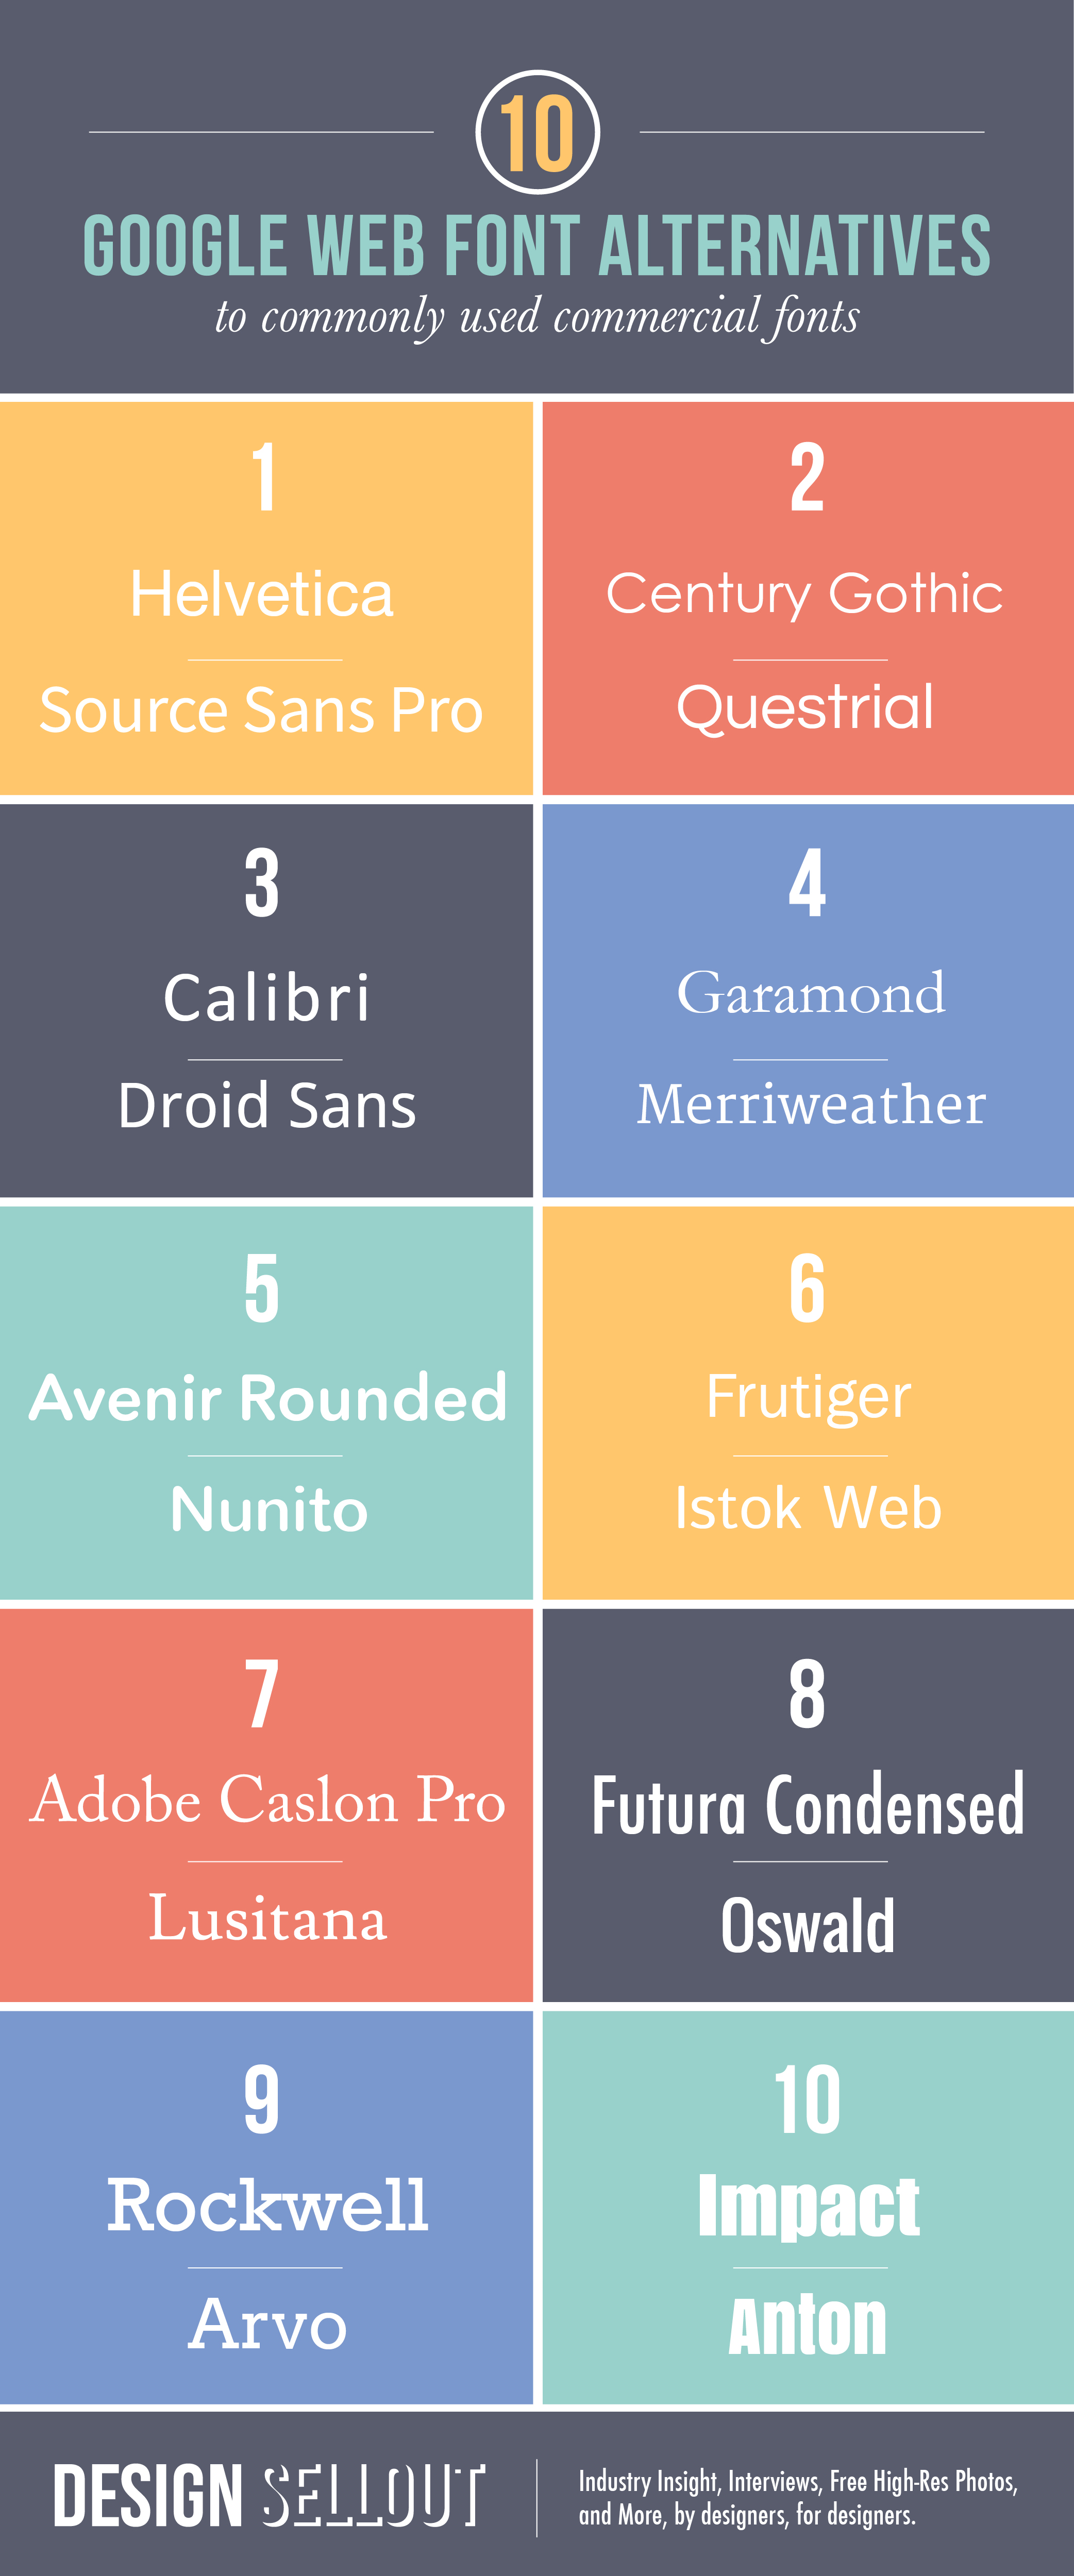 10
GOOGLE WEB FONT ALTERNATIVES
to commonly used commercial fonts
1
Helvetica
Source Sans Pro
2
Century Gothic
Questrial
3
Calibri
Droid Sans
4
Garamond
Merriweather
5
Avenir Rounded
Nunito
6
Frutiger
Istok Web
7
Adobe Caslon Pro
Lusitana
8
Futura Condensed
Oswald
9
Rockwell
Arvo
10
Impact
Anton
DESIGN SELLOUT
Industry Insight, Interviews, Free High-Res Photos,
and More, by designers, for designers.